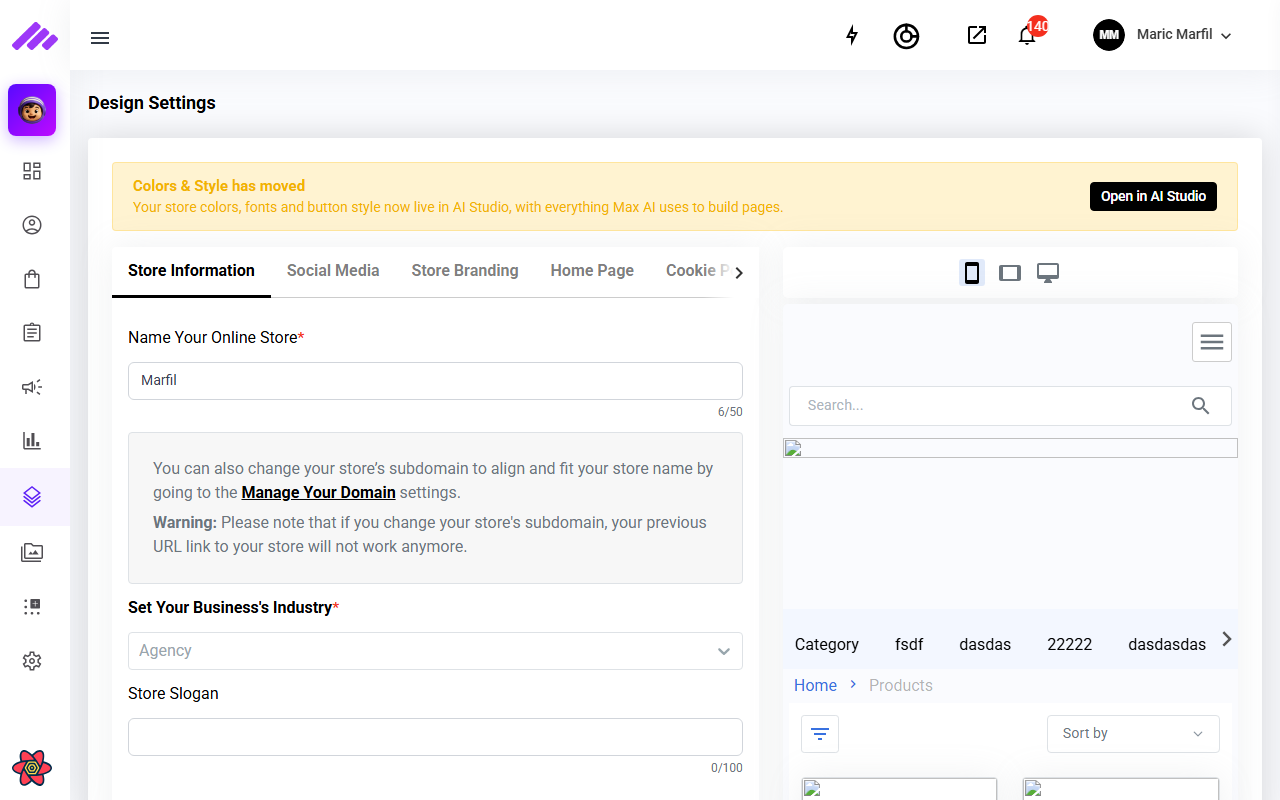 140
MM
Maric Marfil
Design Settings
Colors & Style has moved
Your store colors, fonts and button style now live in AI Studio, with everything Max AI uses to build pages.
Open in AI Studio
Store Information
Social Media
Store Branding
Home Page
Cookie P
Name Your Online Store*
Marfil
6/50
You can also change your store’s subdomain to align and fit your store name by
going to the Manage Your Domain settings.
Warning: Please note that if you change your store's subdomain, your previous
URL link to your store will not work anymore.
Set Your Business's Industry*
Agency
Store Slogan
0/100
Search...
Category
fsdf
dasdas
22222
dasdasdas
Home
Products
Sort by